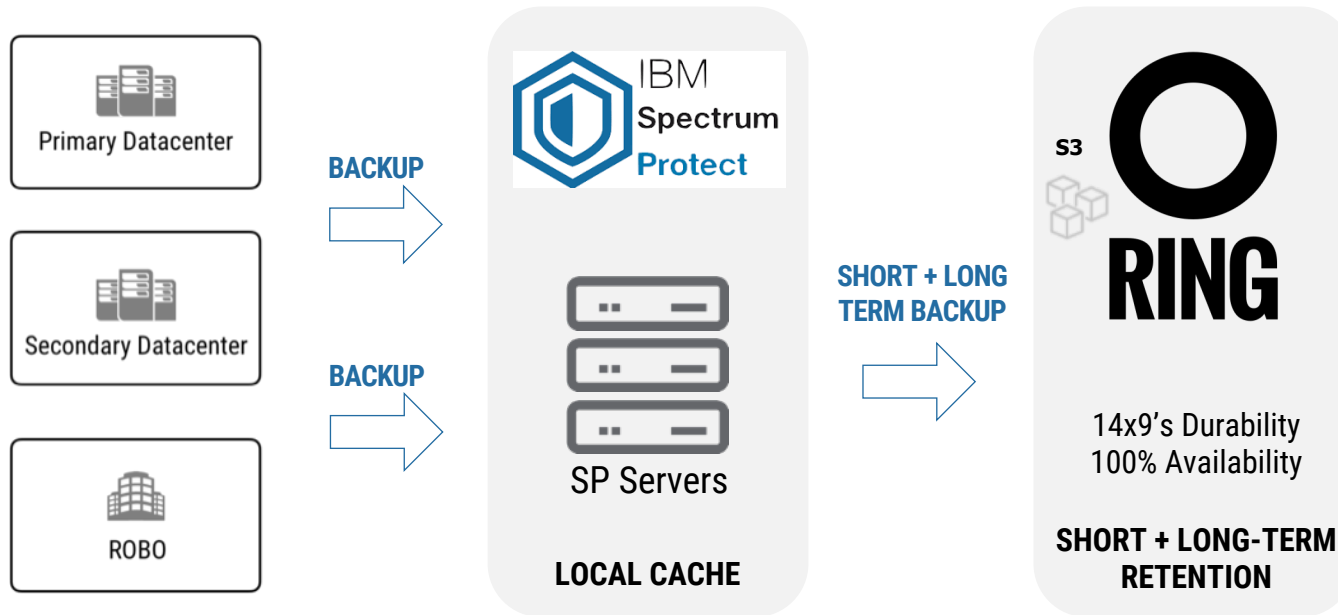 Primary Datacenter
Secondary Datacenter
ROBO
BACKUP
BACKUP
IBM
Spectrum
Protect
SP Servers
LOCAL CACHE
SHORT + LONG
TERM BACKUP
S3
RING
14x9’s Durability
100% Availability
SHORT + LONG-TERM
RETENTION